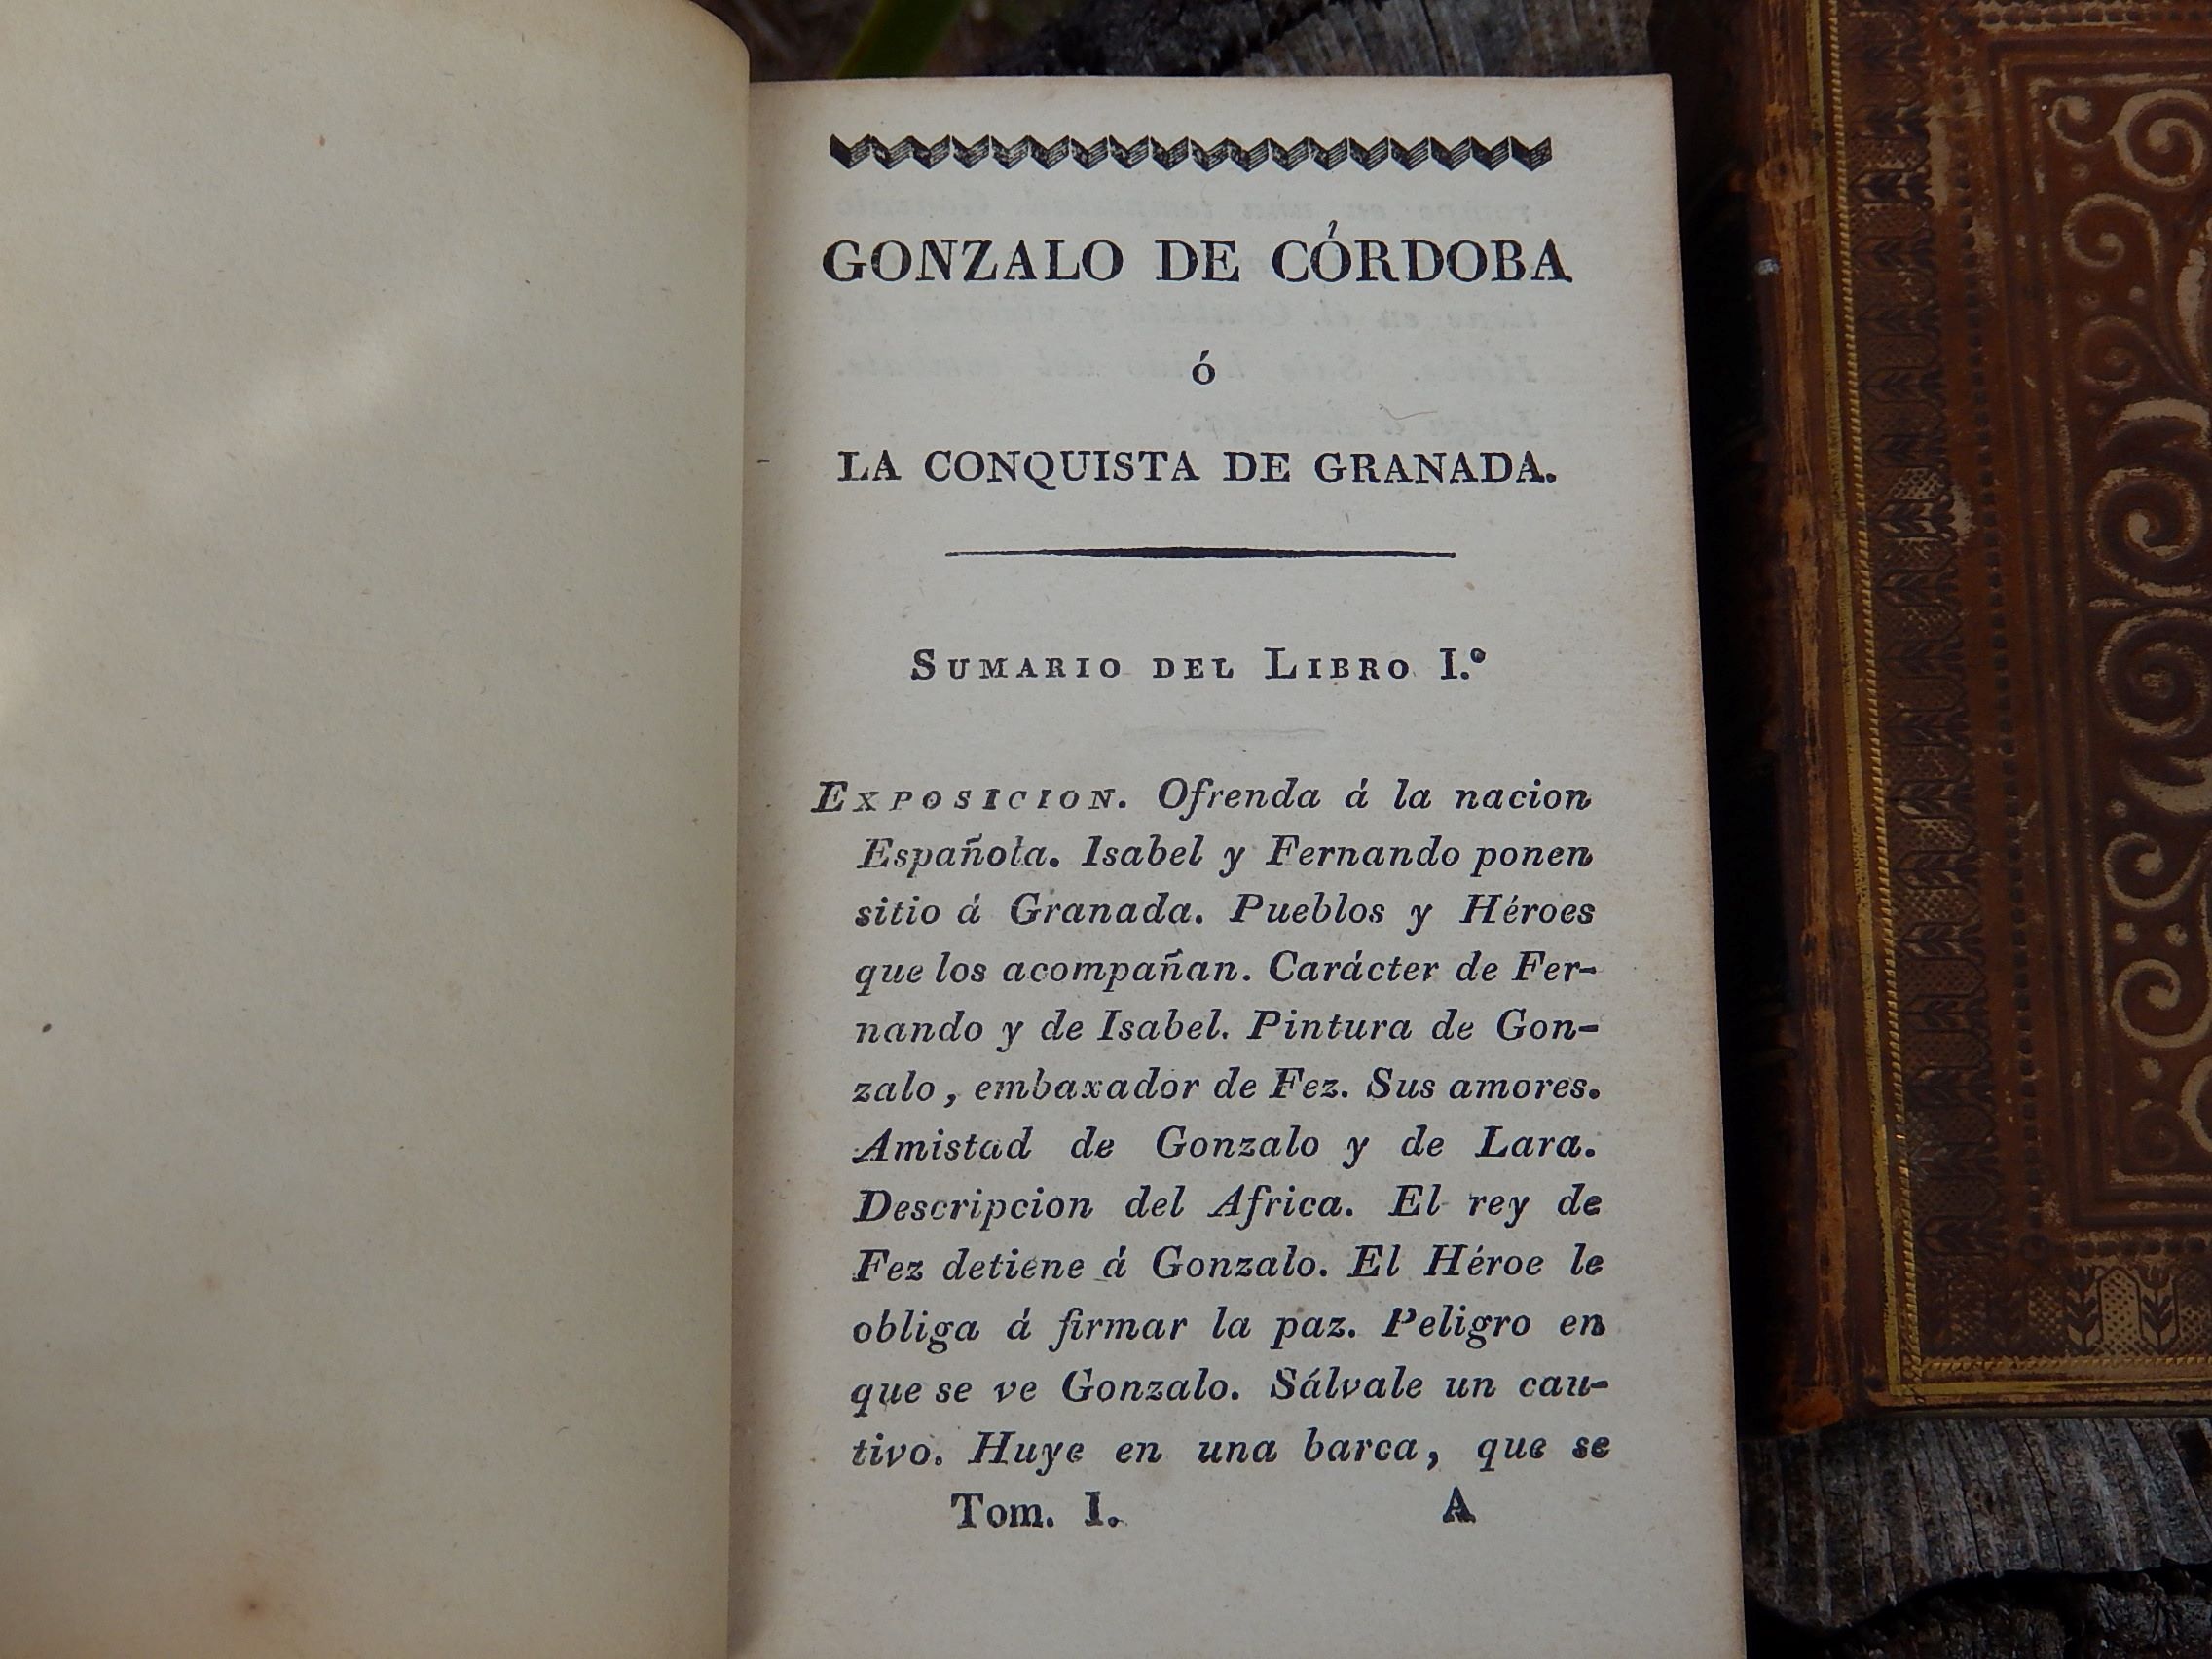 GONZALO DE CÓRDOBA
ó
LA CONQUISTA DE GRANADA.
SUMARIO DEL LIBRO I.º
EXPOSICION. Ofrenda á la nacion
Española. Isabel y Fernando ponen
sitio á Granada. Pueblos y Héroes
que los acompañan. Carácter de Fer-
nando y de Isabel. Pintura de Gon-
zalo, embaxador de Fez. Sus amores.
Amistad de Gonzalo y de Lara.
Descripcion del Africa. El rey de
Fez detiene á Gonzalo. El Héroe le
obliga á firmar la paz. Peligro en
que se ve Gonzalo. Sálvale un cau-
tivo. Huye en una barca, que se
Tom. I. A